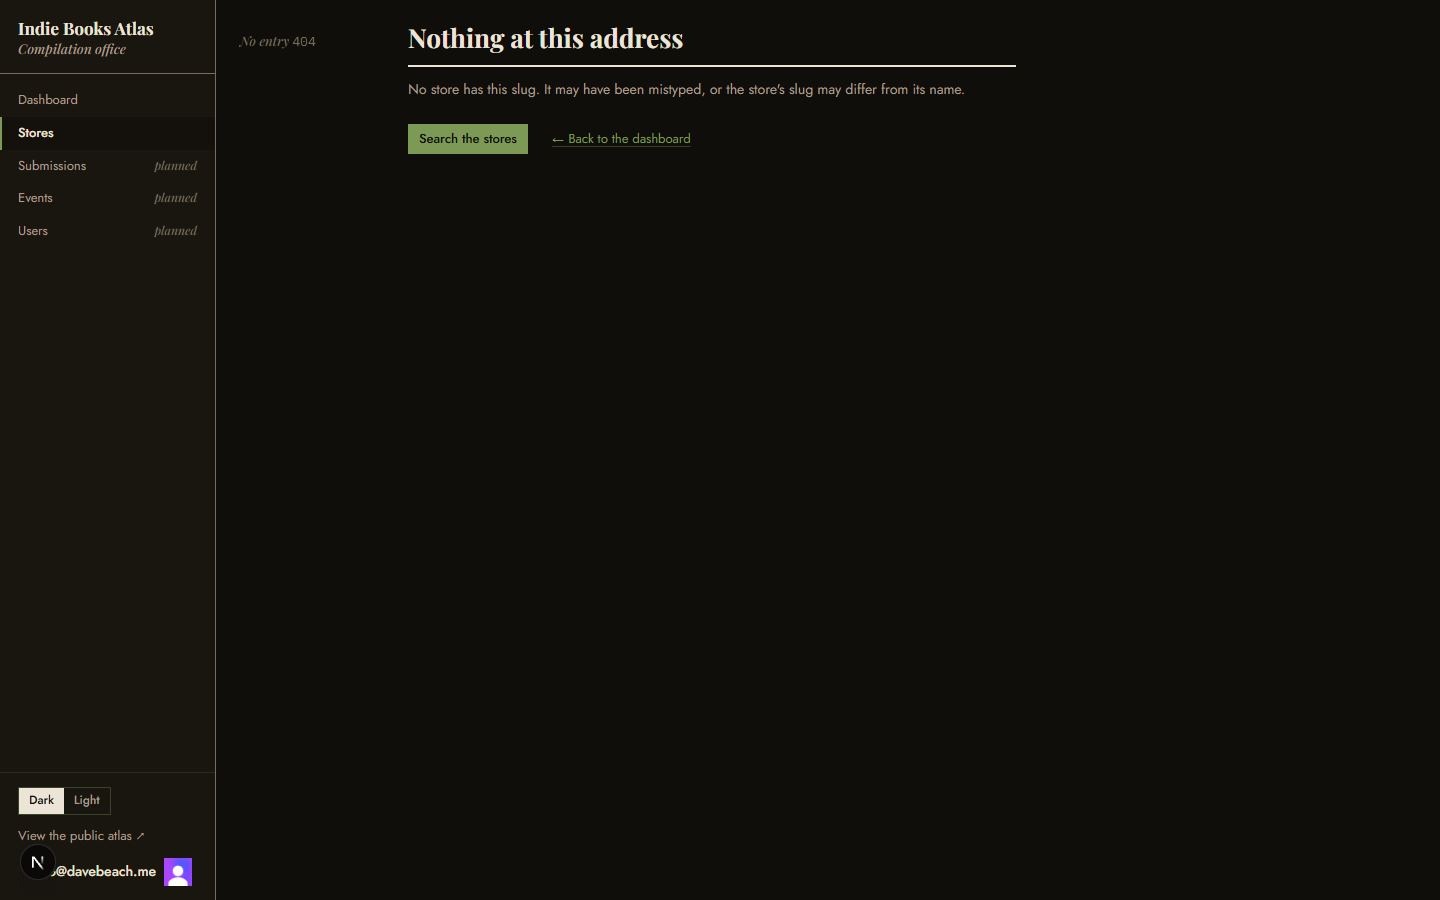 Indie Books Atlas
Compilation office
Dashboard
Stores
Submissions planned
Events planned
Users planned
Dark Light
View the public atlas ↗
N
@davebeach.me
No entry 404
Nothing at this address
No store has this slug. It may have been mistyped, or the store's slug may differ from its name.
Search the stores
← Back to the dashboard